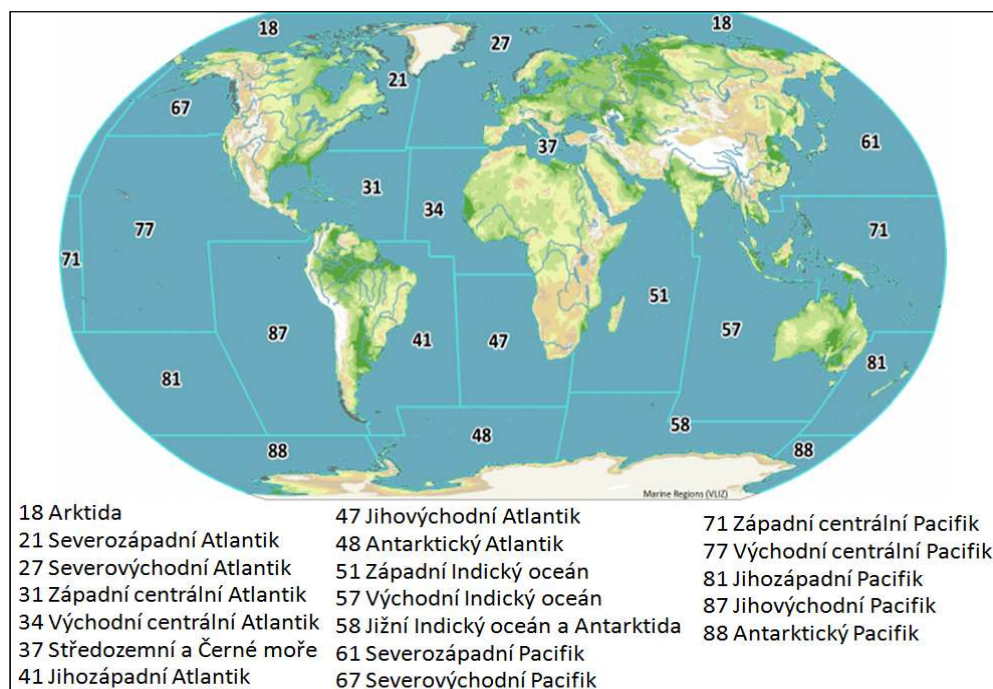 18
27
18
21
67
37
61
31
34
77
71
71
51
87
41
47
57
81
81
48
58
88
88
Marine Regions (VLIZ)
18 Arktida
21 Severozápadní Atlantik
27 Severovýchodní Atlantik
31 Západní centrální Atlantik
34 Východní centrální Atlantik
37 Středozemní a Černé moře
41 Jihozápadní Atlantik
47 Jihovýchodní Atlantik
48 Antarktický Atlantik
51 Západní Indický oceán
57 Východní Indický oceán
58 Jižní Indický oceán a Antarktida
61 Severozápadní Pacifik
67 Severovýchodní Pacifik
71 Západní centrální Pacifik
77 Východní centrální Pacifik
81 Jihozápadní Pacifik
87 Jihovýchodní Pacifik
88 Antarktický Pacifik